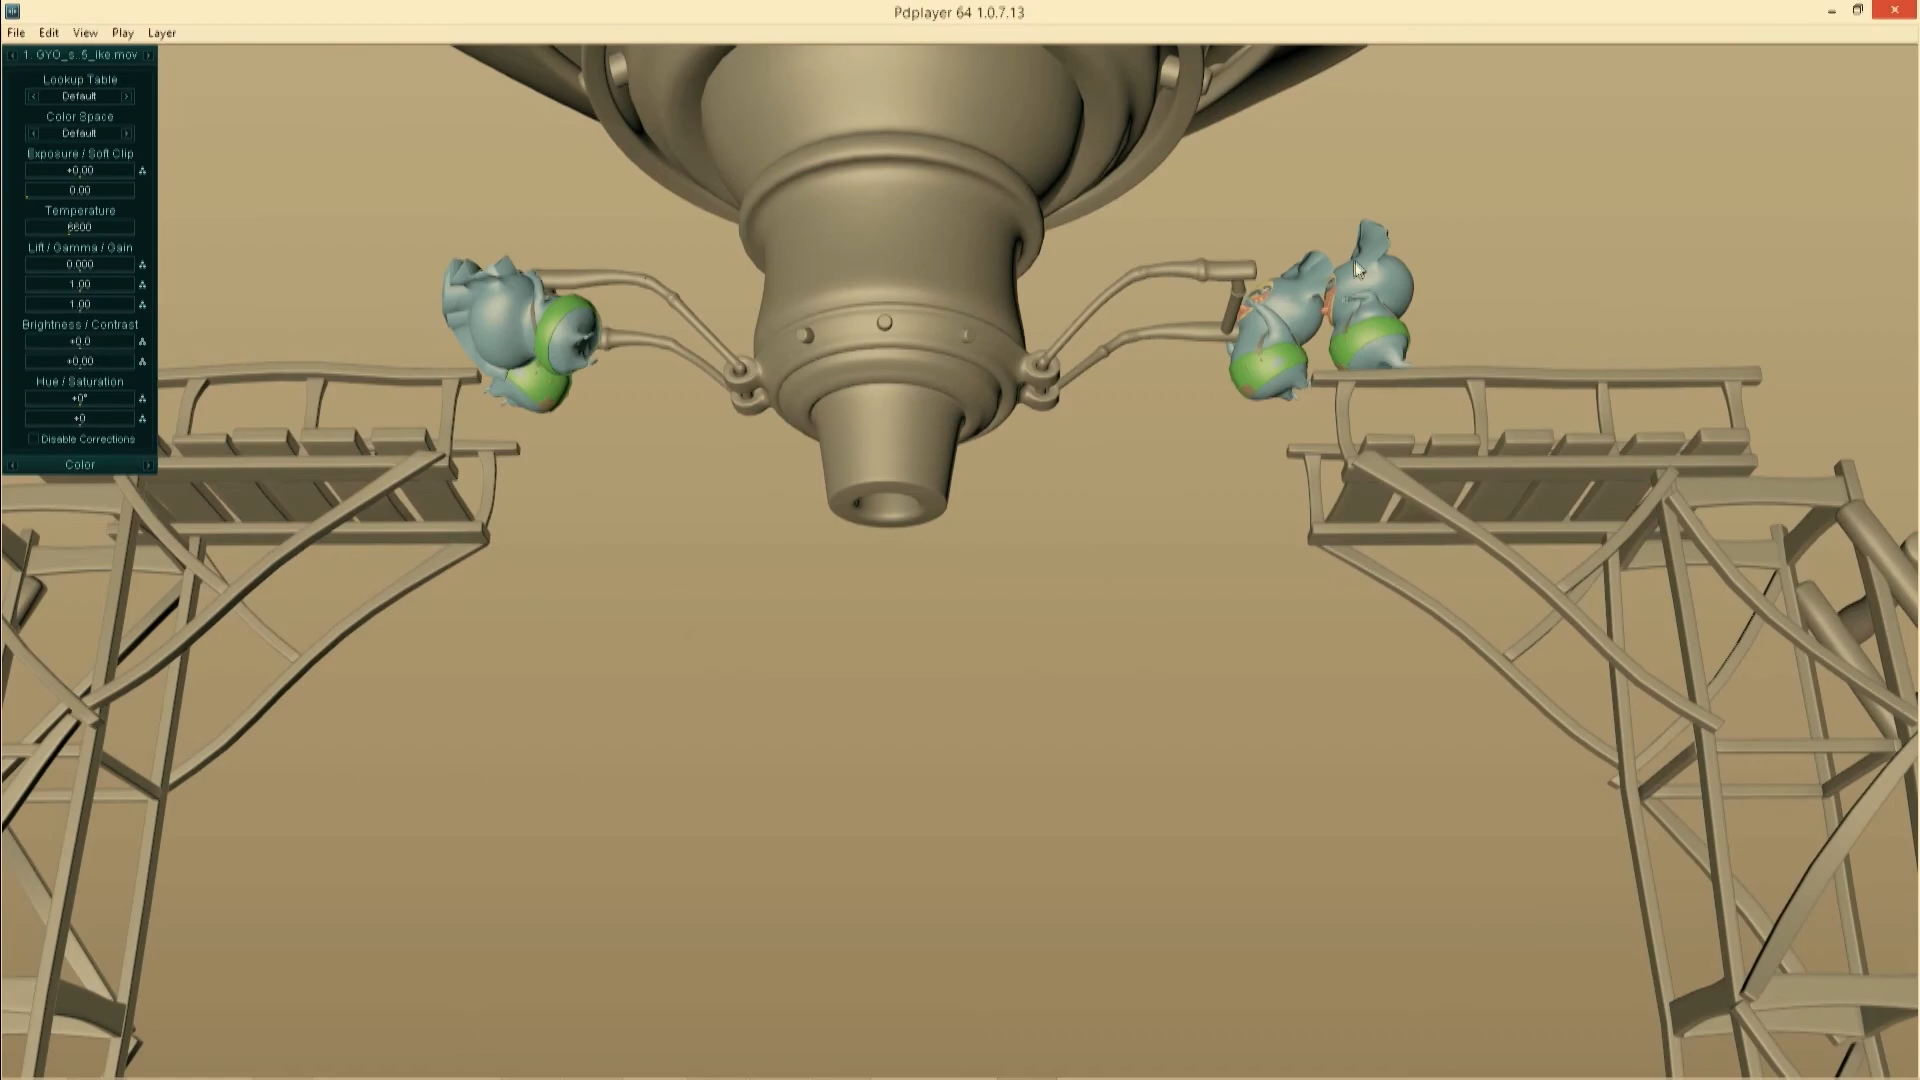 Pdplayer 64 1.0.7.13
File Edit View Play Layer
1. GYO_s..5_ike.mov
Lookup Table
Default
Color Space
Default
Exposure / Soft Clip
+0.00
0.00
Temperature
6600
Lift / Gamma / Gain
0.000
1.00
1.00
Brightness / Contrast
+0.0
+0.00
Hue / Saturation
+0°
+0
Disable Corrections
Color